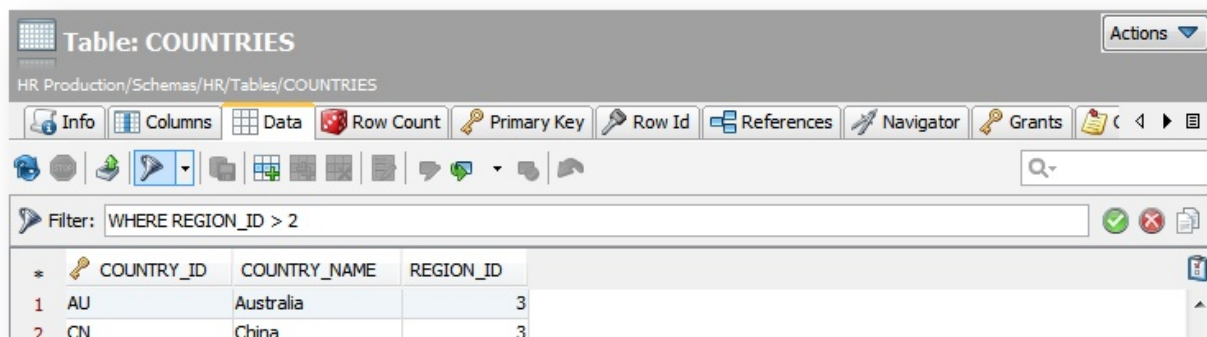 Table: COUNTRIES
Actions
HR Production/Schemas/HR/Tables/COUNTRIES
Info Columns Data Row Count Primary Key Row Id References Navigator Grants
Filter: WHERE REGION_ID > 2
* COUNTRY_ID COUNTRY_NAME REGION_ID
1 AU Australia 3
2 CN China 3